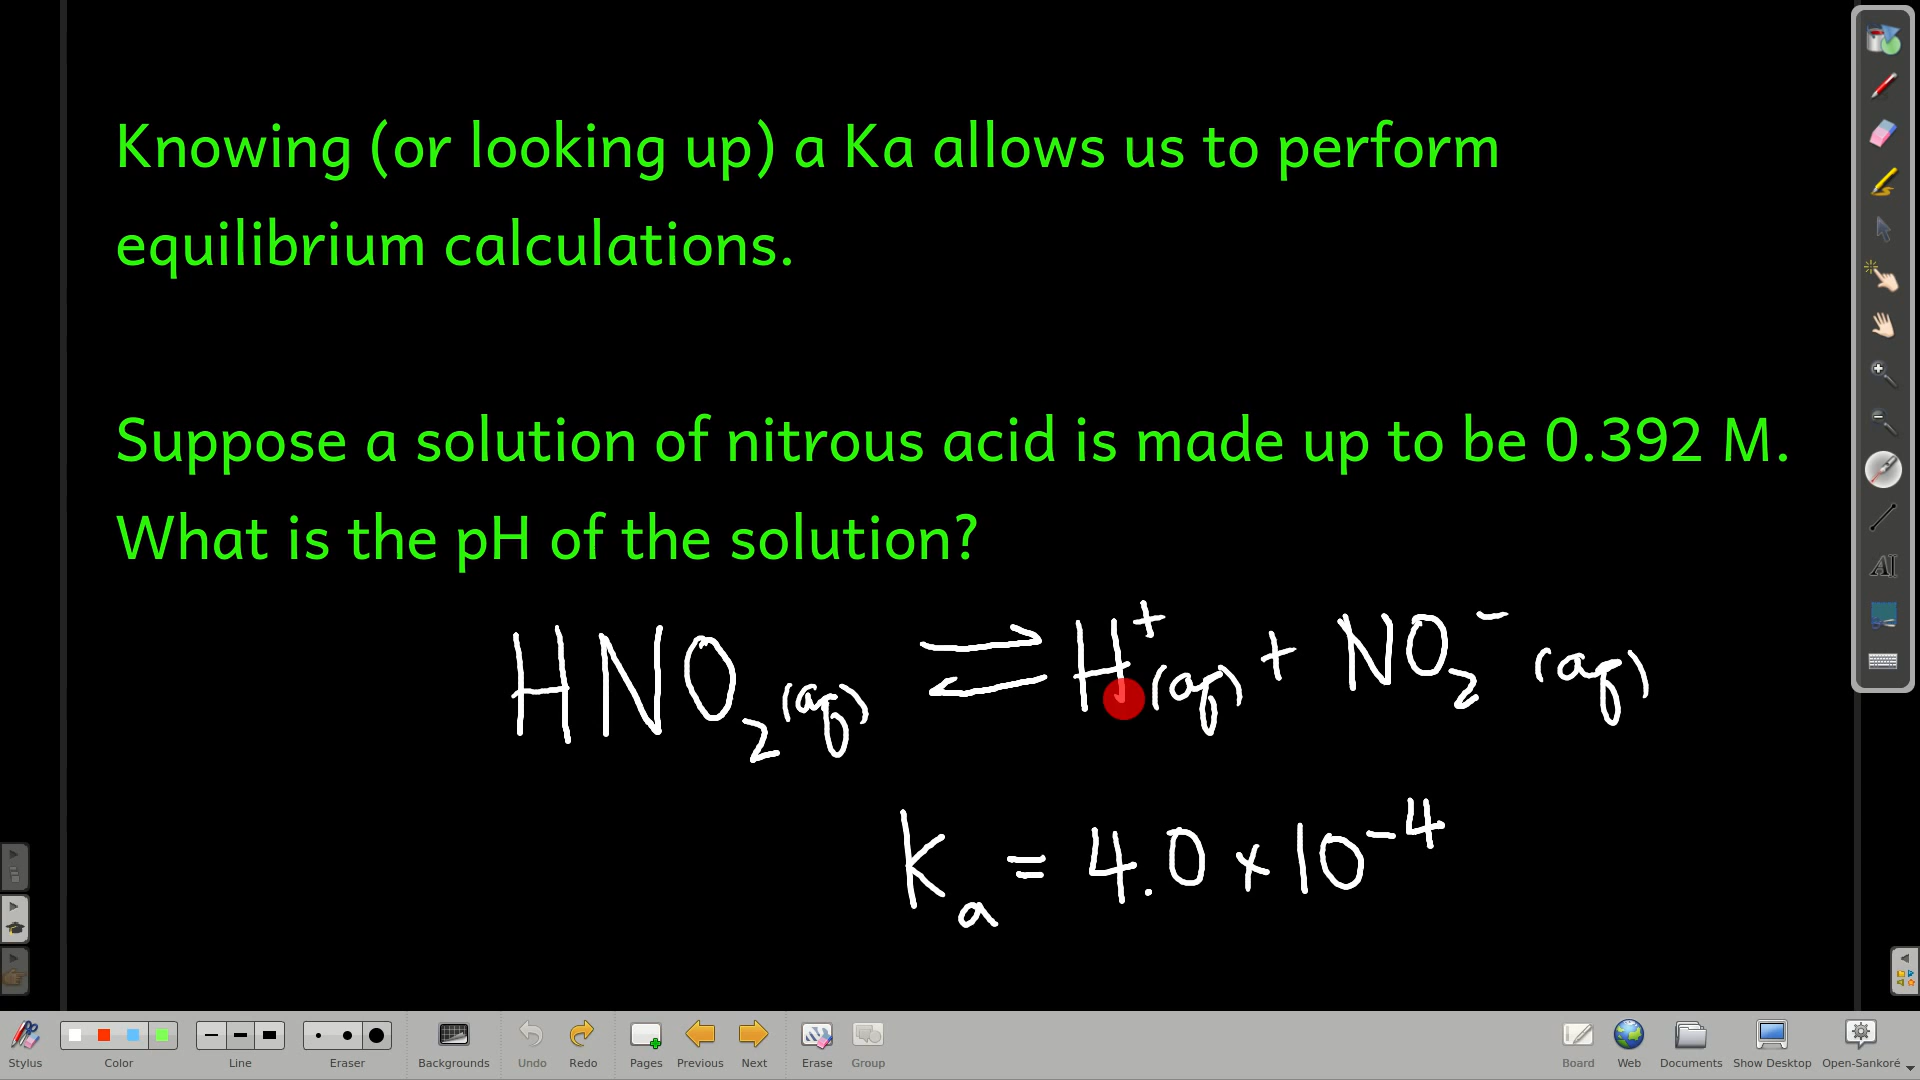 Knowing (or looking up) a Ka allows us to perform
equilibrium calculations.
Suppose a solution of nitrous acid is made up to be 0.392 M.
What is the pH of the solution?
HNO₂(aq) ⇌ H⁺(aq) + NO₂⁻(aq)
Kₐ = 4.0 × 10⁻⁴
Stylus Color Line Eraser Backgrounds Undo Redo Pages Previous Next Erase Group Board Web Documents Show Desktop Open-Sankoré